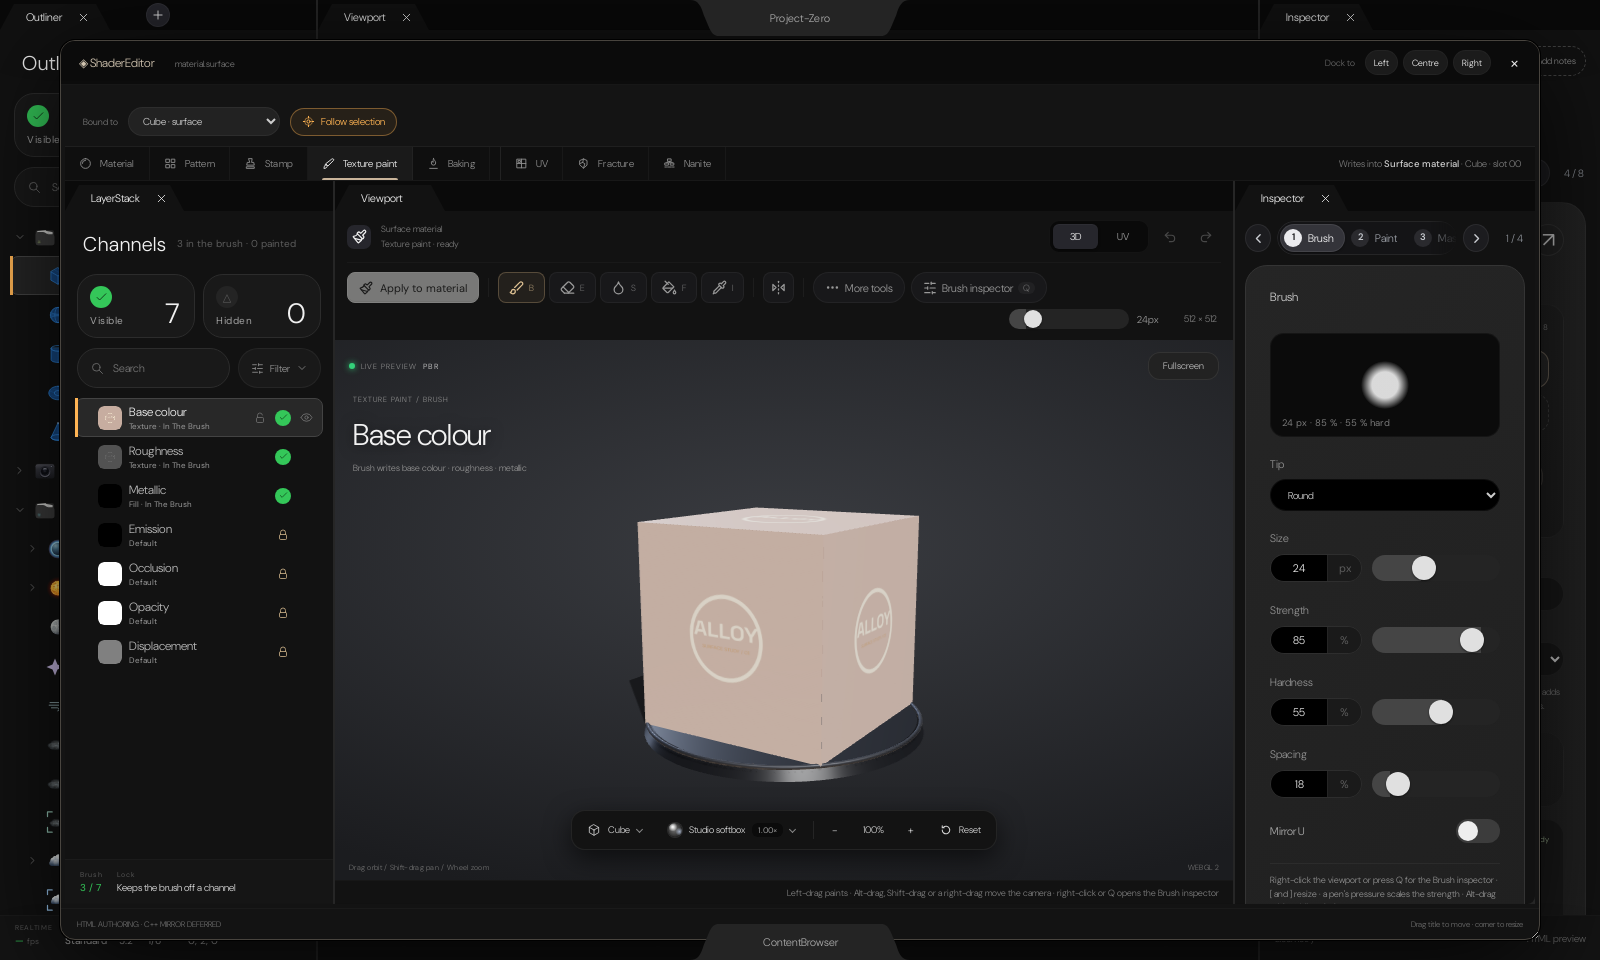 Outliner
Viewport
Project-Zero
Inspector
ShaderEditor
material.surface
Dock to
Left
Centre
Right
Bound to
Cube · surface
Follow selection
Material
Pattern
Stamp
Texture paint
Baking
UV
Fracture
Nanite
Writes into Surface material · Cube · slot 00
4 / 8
LayerStack
Viewport
Inspector
Channels
3 in the brush · 0 painted
Visible
7
Hidden
0
Search
Filter
Base colour
Texture · In The Brush
Roughness
Texture · In The Brush
Metallic
Fill · In The Brush
Emission
Default
Occlusion
Default
Opacity
Default
Displacement
Default
Brush
3 / 7
Lock
Keeps the brush off a channel
Surface material
Texture paint · ready
3D
UV
Apply to material
B
E
S
F
I
More tools
Brush inspector
Q
24px
512 × 512
LIVE PREVIEW PBR
Fullscreen
TEXTURE PAINT / BRUSH
Base colour
Brush writes base colour · roughness · metallic
ALLOY
ALLOY
Cube
Studio softbox
1.00×
−
100%
+
Reset
Drag orbit / Shift-drag pan / Wheel zoom
WEBGL 2
Left-drag paints · Alt-drag, Shift-drag or a right-drag move the camera · right-click or Q opens the Brush inspector
1 Brush
2 Paint
3
1 / 4
Brush
24 px · 85 % · 55 % hard
Tip
Round
Size
24 px
Strength
85 %
Hardness
55 %
Spacing
18 %
Mirror U
Right-click the viewport or press Q for the Brush inspector ·
[ and ] resize · a pen's pressure scales the strength · Alt-drag
HTML AUTHORING · C++ MIRROR DEFERRED
Drag title to move · corner to resize
REALTIME
fps
ContentBrowser
preview